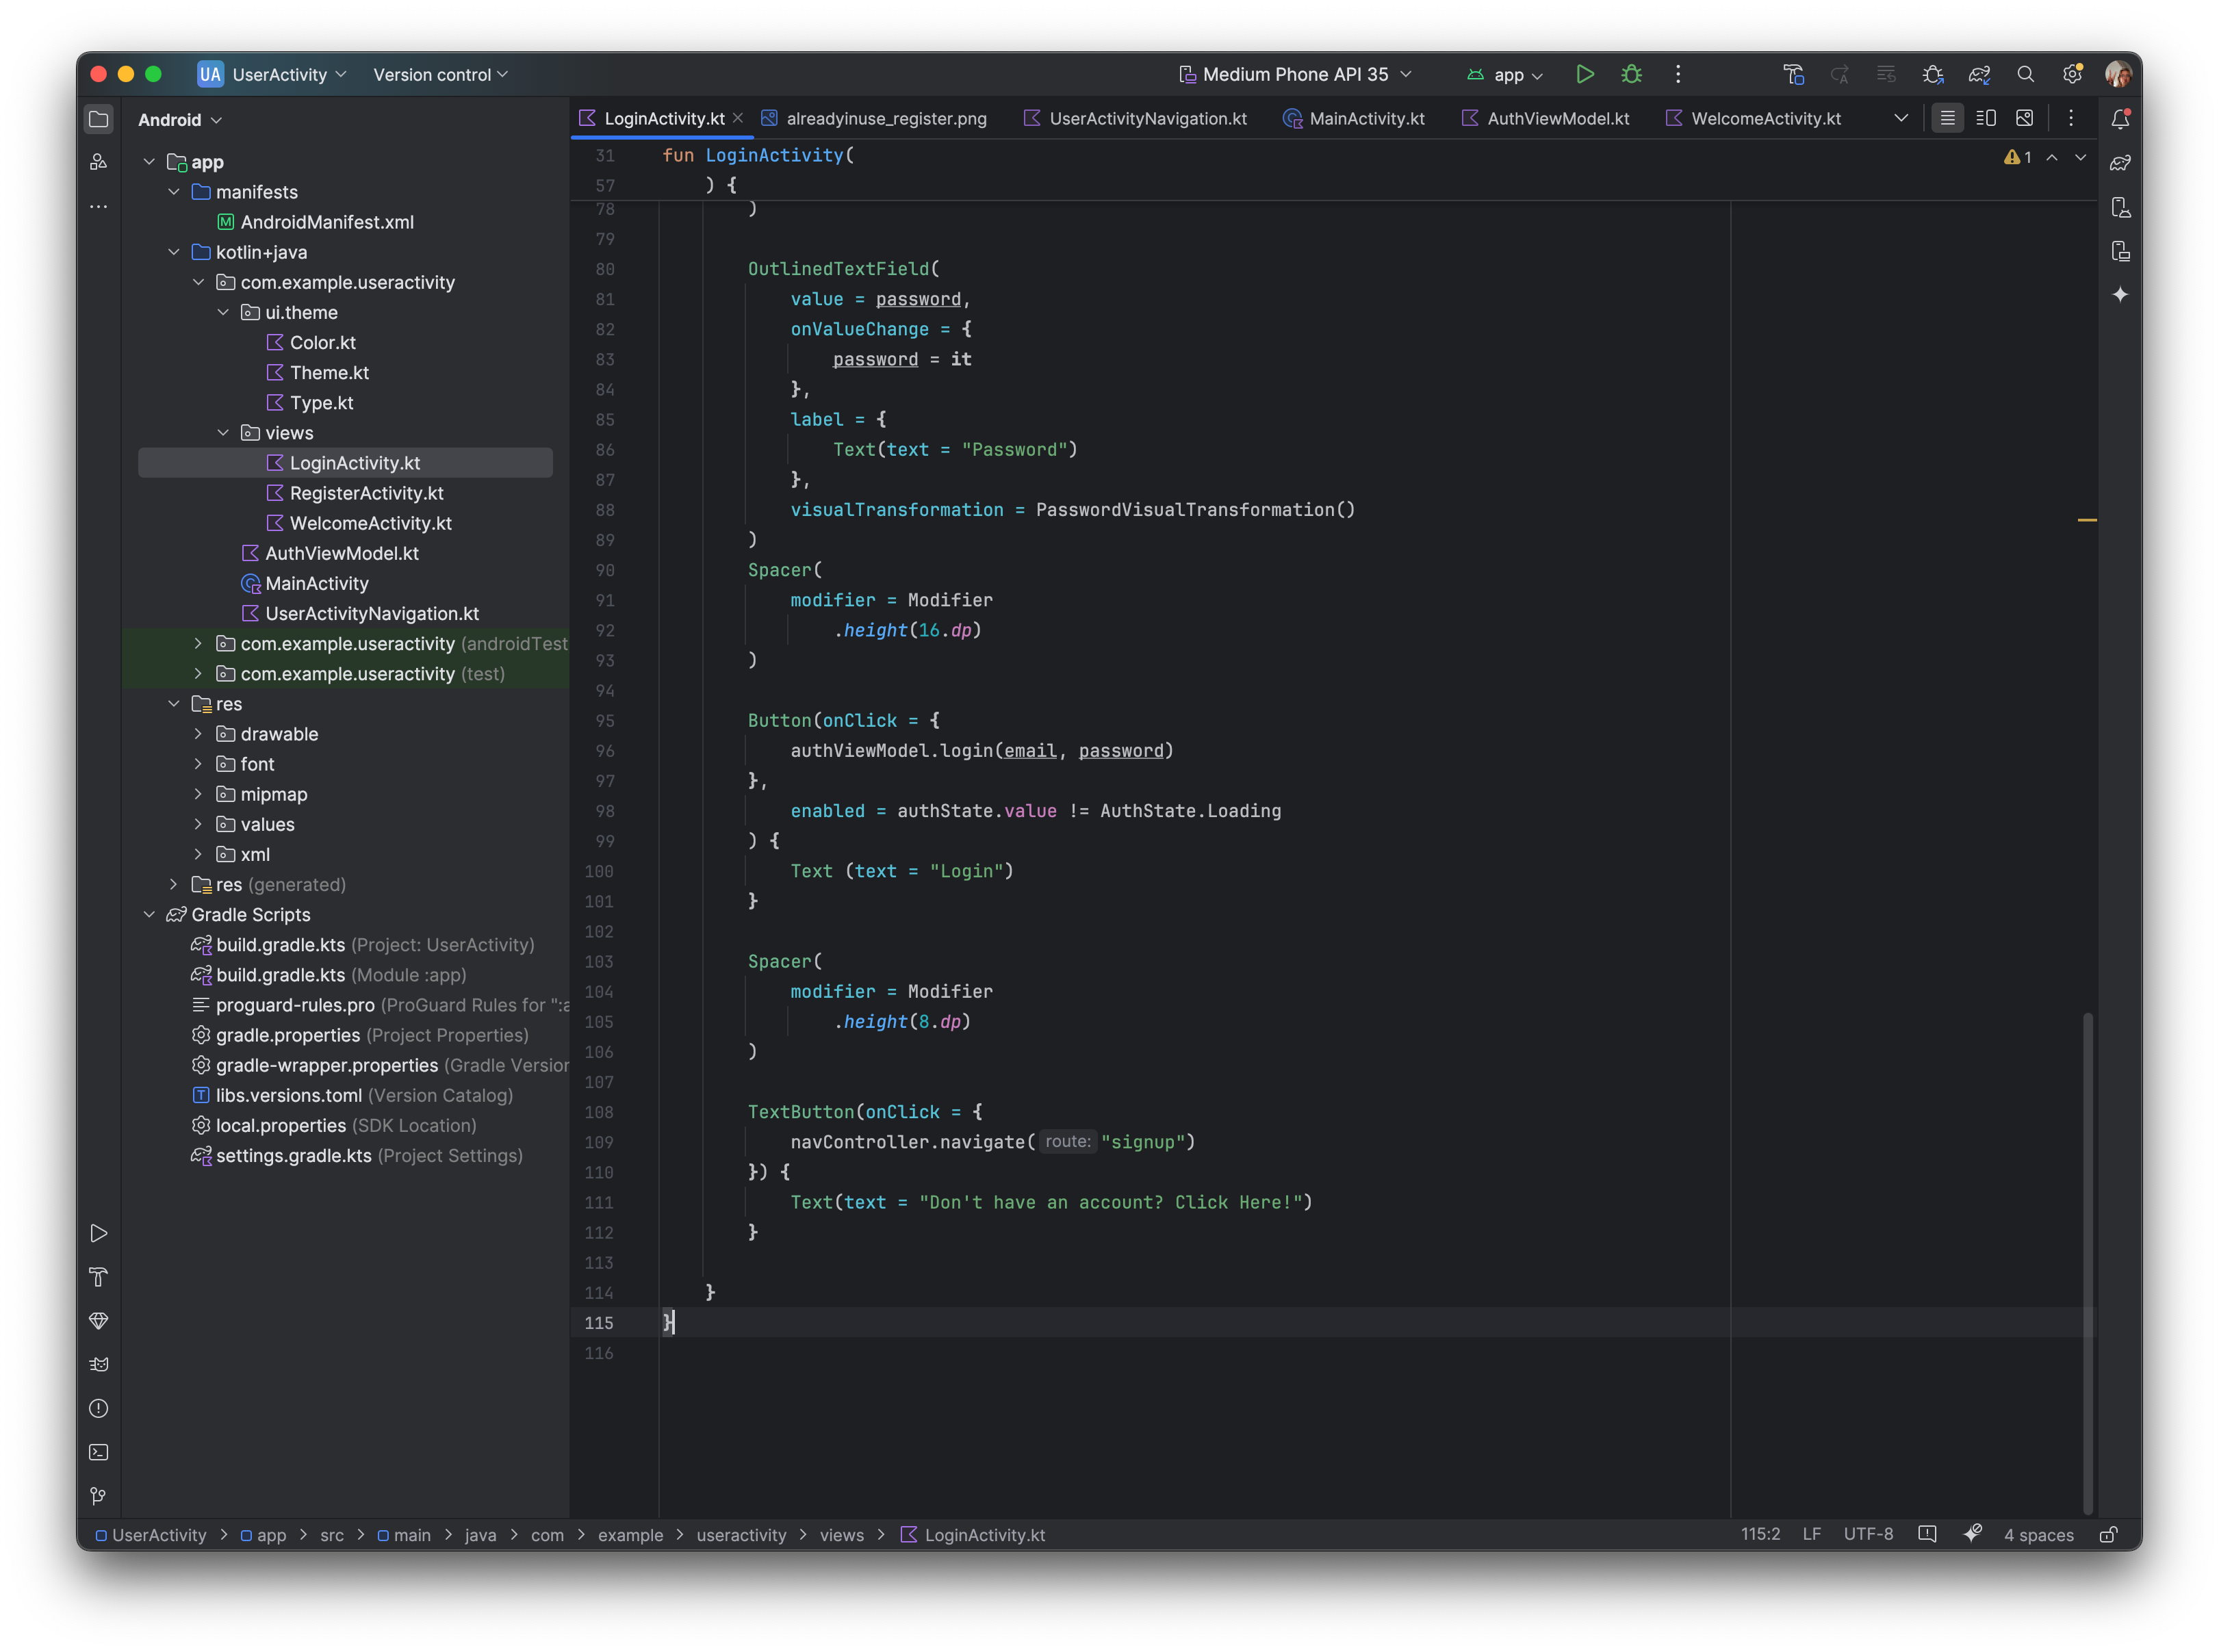 UA UserActivity Version control Medium Phone API 35 app
Android
app
manifests
AndroidManifest.xml
kotlin+java
com.example.useractivity
ui.theme
Color.kt
Theme.kt
Type.kt
views
LoginActivity.kt
RegisterActivity.kt
WelcomeActivity.kt
AuthViewModel.kt
MainActivity
UserActivityNavigation.kt
com.example.useractivity (androidTest
com.example.useractivity (test)
res
drawable
font
mipmap
values
xml
res (generated)
Gradle Scripts
build.gradle.kts (Project: UserActivity)
build.gradle.kts (Module :app)
proguard-rules.pro (ProGuard Rules for ":a
gradle.properties (Project Properties)
gradle-wrapper.properties (Gradle Version
libs.versions.toml (Version Catalog)
local.properties (SDK Location)
settings.gradle.kts (Project Settings)
LoginActivity.kt alreadyinuse_register.png UserActivityNavigation.kt MainActivity.kt AuthViewModel.kt WelcomeActivity.kt
31 fun LoginActivity( 1
57 ) {
78 )
79
80 OutlinedTextField(
81 value = password,
82 onValueChange = {
83 password = it
84 },
85 label = {
86 Text(text = "Password")
87 },
88 visualTransformation = PasswordVisualTransformation()
89 )
90 Spacer(
91 modifier = Modifier
92 .height(16.dp)
93 )
94
95 Button(onClick = {
96 authViewModel.login(email, password)
97 },
98 enabled = authState.value != AuthState.Loading
99 ) {
100 Text (text = "Login")
101 }
102
103 Spacer(
104 modifier = Modifier
105 .height(8.dp)
106 )
107
108 TextButton(onClick = {
109 navController.navigate( route: "signup")
110 }) {
111 Text(text = "Don't have an account? Click Here!")
112 }
113
114 }
115 }
116
UserActivity > app > src > main > java > com > example > useractivity > views > LoginActivity.kt 115:2 LF UTF-8 4 spaces